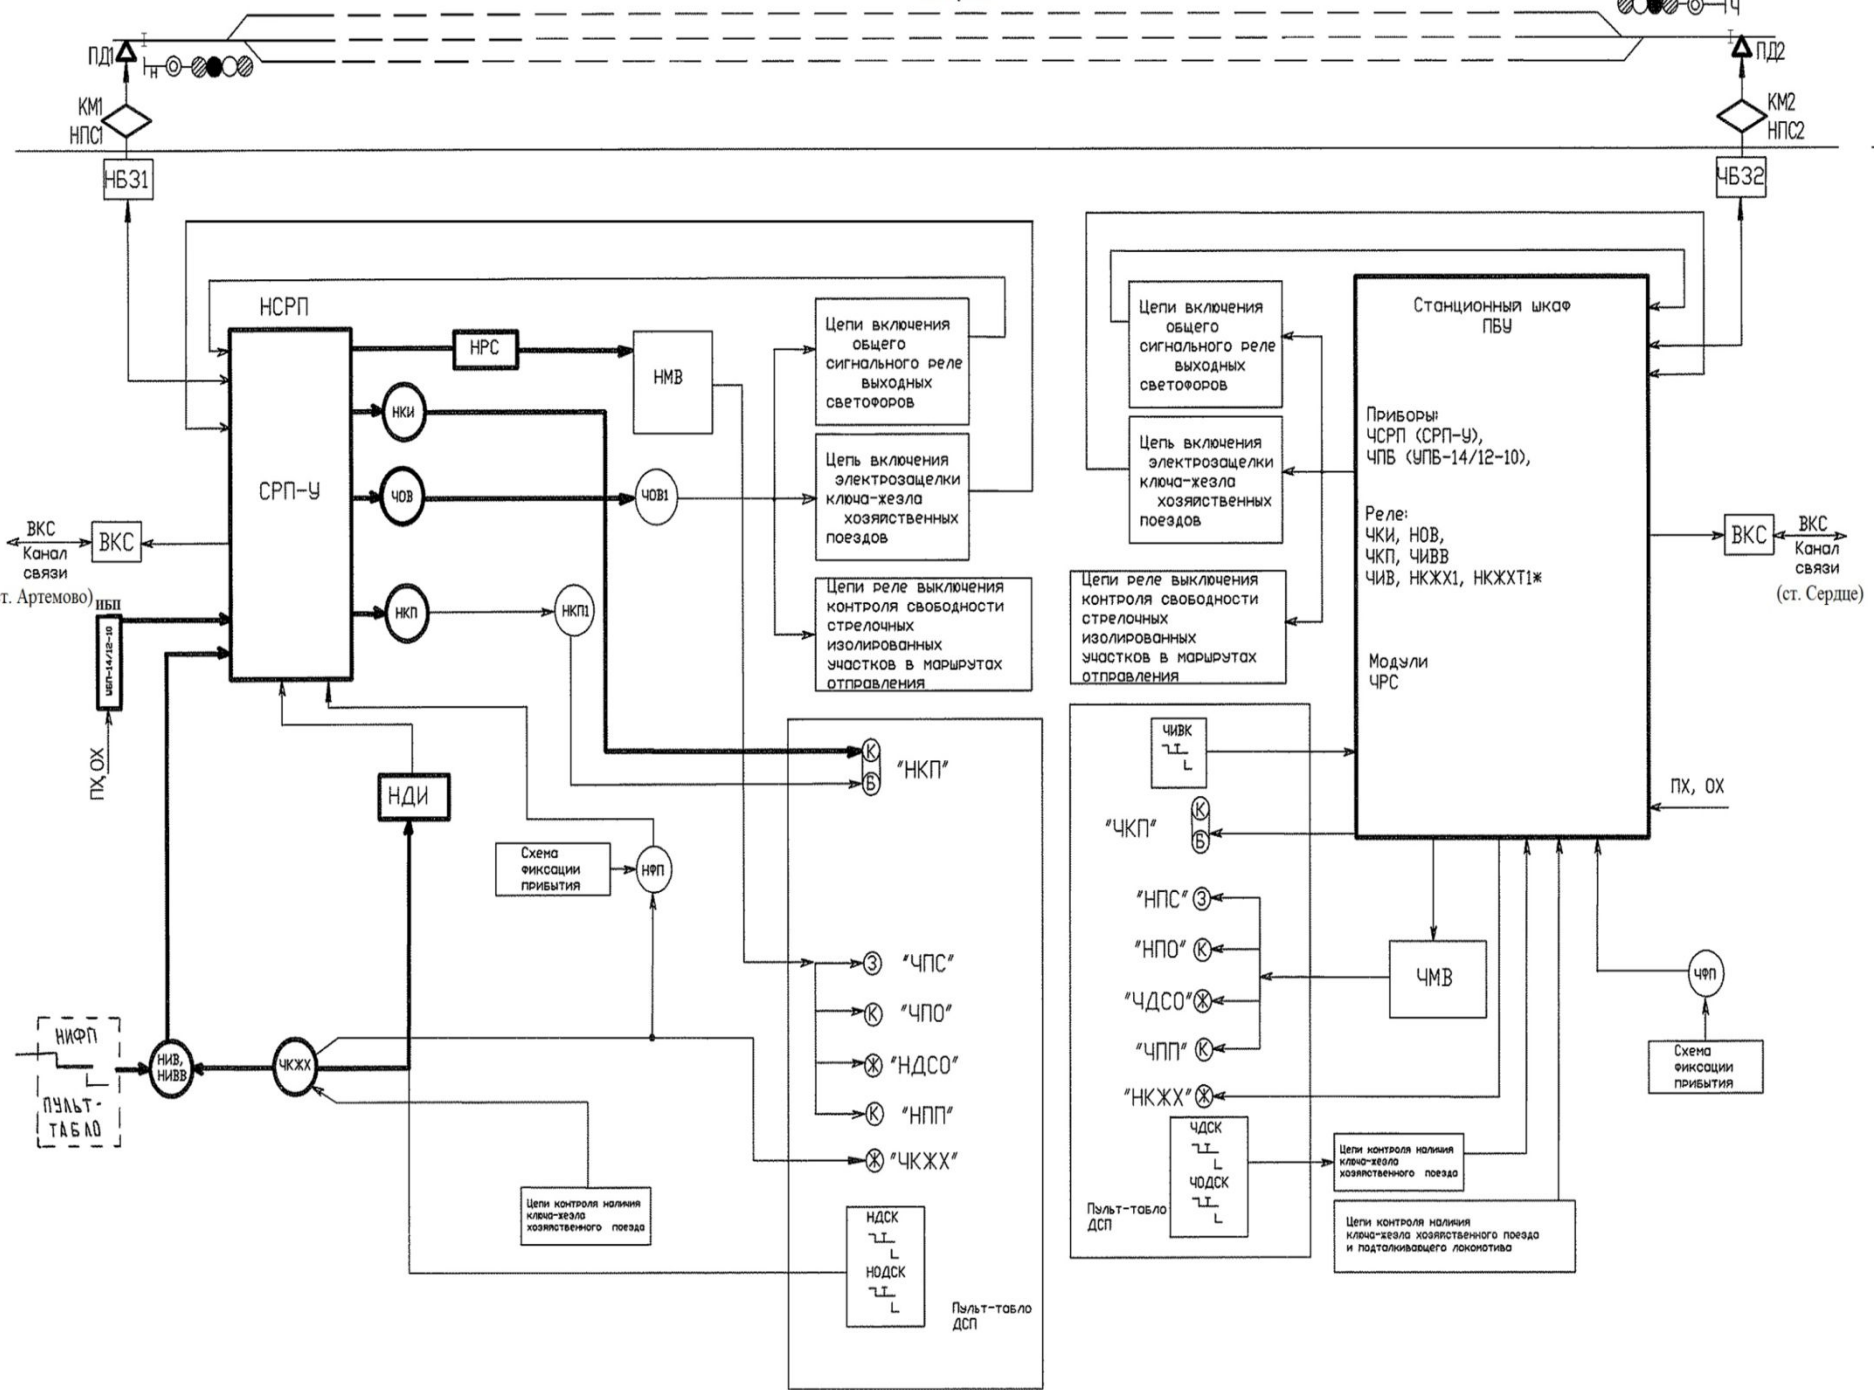 Ч
ПД1
Н
ПД2
КМ1
НПС1
КМ2
НПС2
НБЗ1
ЧБЗ2
НСРП
СРП-У
НРС
НКИ
ЧОВ
НКП
НМВ
ЧОВ1
НКП1
Цепи включения
общего
сигнального реле
выходных
светофоров
Цепь включения
электрозащелки
ключа-жезла
хозяйственных
поездов
Цепи реле выключения
контроля свободности
стрелочных
изолированных
участков в маршрутах
отправления
Цепи включения
общего
сигнального реле
выходных
светофоров
Цепь включения
электрозащелки
ключа-жезла
хозяйственных
поездов
Цепи реле выключения
контроля свободности
стрелочных
изолированных
участков в маршрутах
отправления
Станционный шкаф
ПБУ
Приборы:
ЧСРП (СРП-У),
ЧПБ (УПБ-14/12-10),
Реле:
ЧКИ, НОВ,
ЧКП, ЧИВВ
ЧИВ, НКЖХ1, НКЖХТ1*
Модули
ЧРС
ВКС
Канал
связи
т. Артемово)
ВКС
ВКС
ВКС
Канал
связи
(ст. Сердце)
ИБП
УБП-14/12-10
ПХ, ОХ
НДИ
Схема
фиксации
прибытия
НФП
НИФП
ПУЛЬТ-
ТАБЛО
НИВ,
НИВВ
ЧКЖХ
Цепи контроля наличия
ключа-жезла
хозяйственного поезда
К
Б
"НКП"
З "ЧПС"
К "ЧПО"
Ж "НДСО"
К "НПП"
Ж "ЧКЖХ"
НДСК
НОДСК
Пульт-табло
ДСП
ЧИВК
"ЧКП"
К
Б
"НПС" З
"НПО" К
"ЧДСО" Ж
"ЧПП" К
"НКЖХ" Ж
ЧДСК
ЧОДСК
Пульт-табло
ДСП
ЧМВ
ПХ, ОХ
ЧФП
Схема
фиксации
прибытия
Цепи контроля наличия
ключа-жезла
хозяйственного поезда
Цепи контроля наличия
ключа-жезла хозяйственного поезда
и подталкивающего локомотива